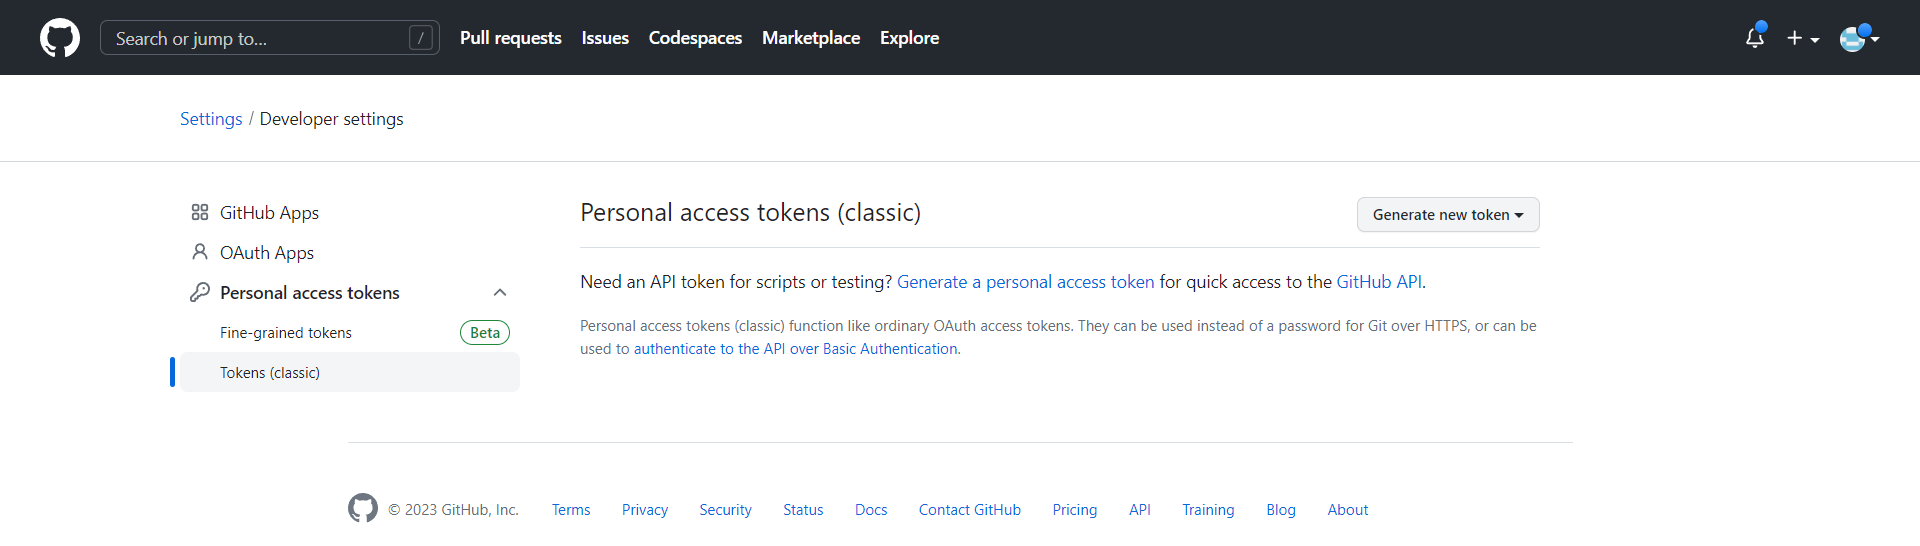 Search or jump to... /
Pull requests Issues Codespaces Marketplace Explore
Settings / Developer settings
GitHub Apps
OAuth Apps
Personal access tokens
Fine-grained tokens Beta
Tokens (classic)
Personal access tokens (classic)
Generate new token
Need an API token for scripts or testing? Generate a personal access token for quick access to the GitHub API.
Personal access tokens (classic) function like ordinary OAuth access tokens. They can be used instead of a password for Git over HTTPS, or can be
used to authenticate to the API over Basic Authentication.
© 2023 GitHub, Inc. Terms Privacy Security Status Docs Contact GitHub Pricing API Training Blog About